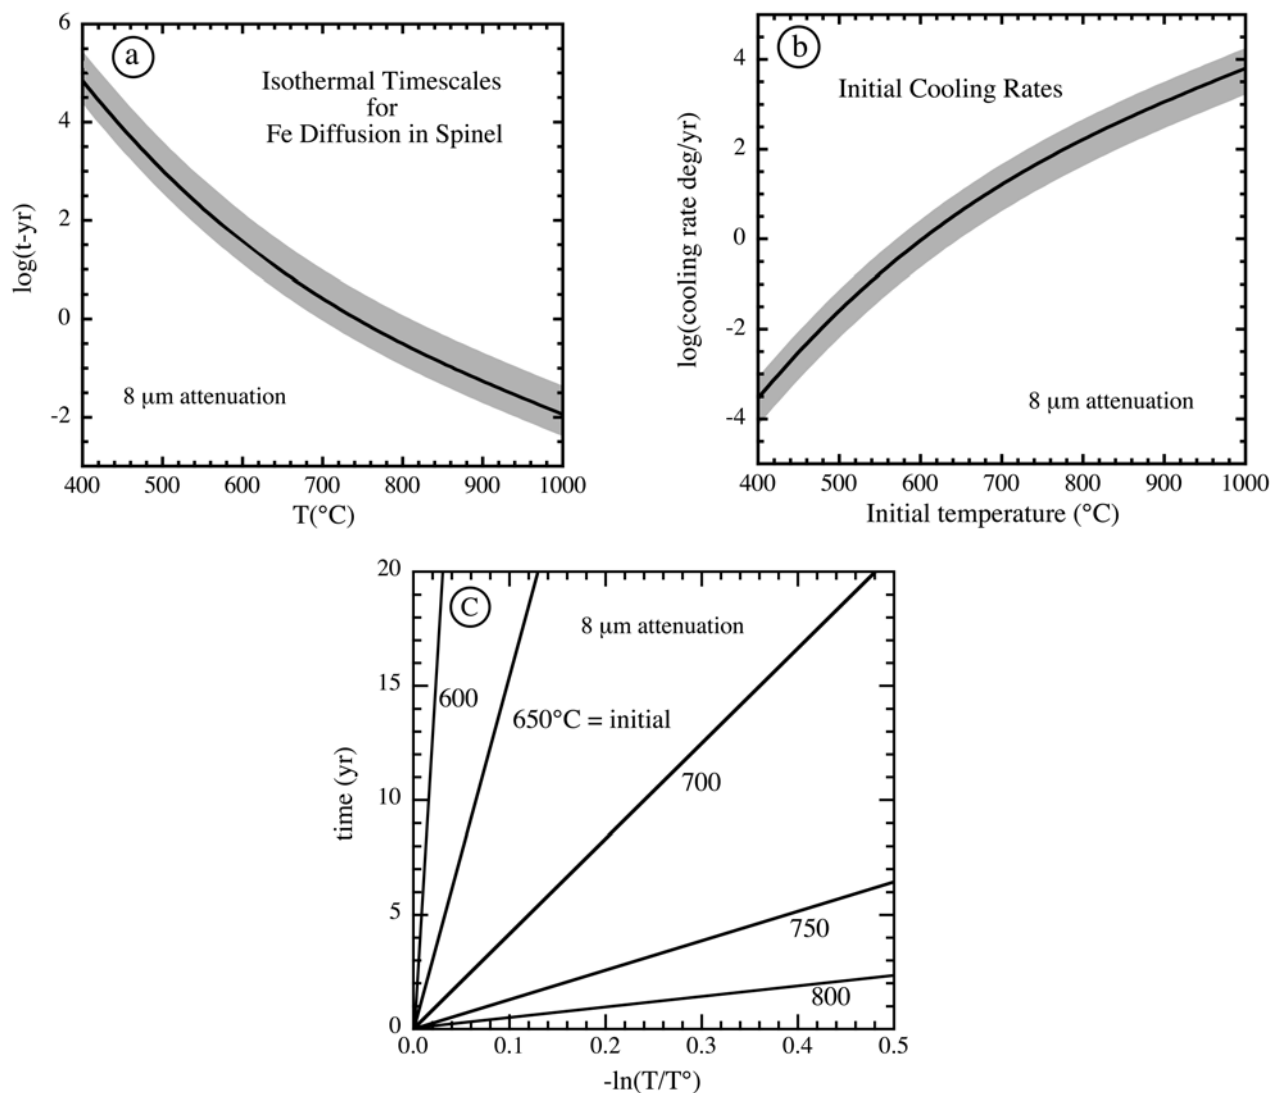 a
Isothermal Timescales
for
Fe Diffusion in Spinel
8 μm attenuation
log(t-yr)
6
4
2
0
-2
400 500 600 700 800 900 1000
T(°C)
b
Initial Cooling Rates
8 μm attenuation
log(cooling rate deg/yr)
4
2
0
-2
-4
400 500 600 700 800 900 1000
Initial temperature (°C)
C
8 μm attenuation
600
650°C = initial
700
750
800
time (yr)
20
15
10
5
0
0.0 0.1 0.2 0.3 0.4 0.5
-ln(T/T°)